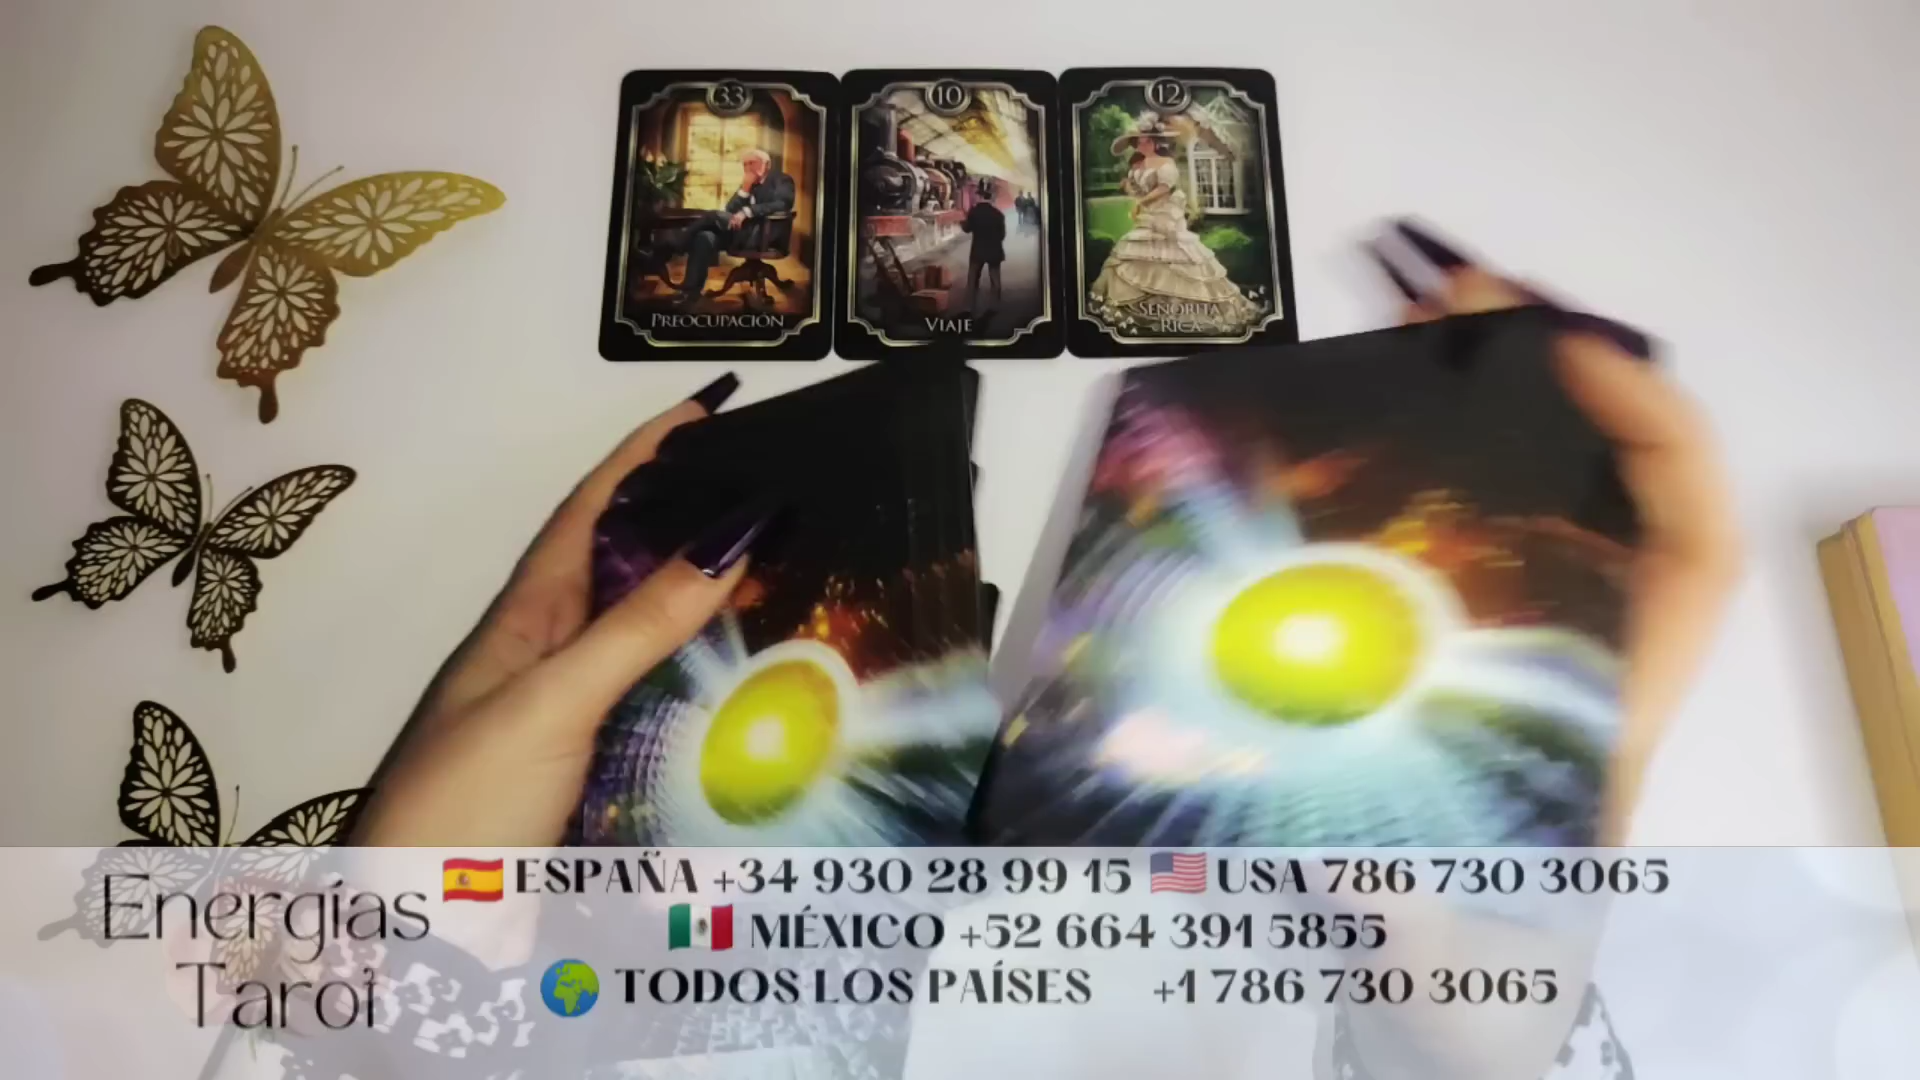 33
10
12
PREOCUPACIÓN
VIAJE
SEÑORITA
RICA
Energías
Tarot
ESPAÑA +34 930 28 99 15 USA 786 730 3065
MÉXICO +52 664 391 5855
TODOS LOS PAÍSES +1 786 730 3065